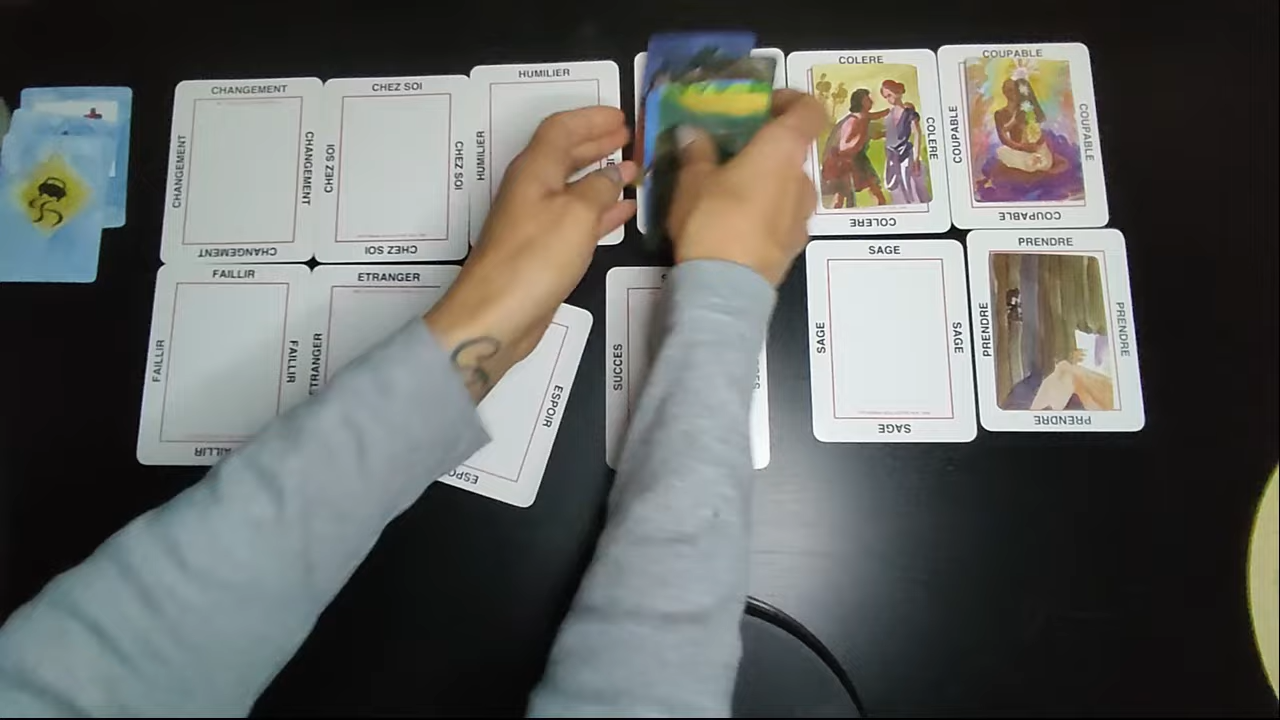 CHANGEMENT
CHANGEMENT
CHANGEMENT
CHANGEMENT
CHEZ SOI
CHEZ SOI
CHEZ SOI
CHEZ SOI
HUMILIER
HUMILIER
COLERE
COLERE
COLERE
COUPABLE
COUPABLE
COUPABLE
COUPABLE
FAILLIR
FAILLIR
FAILLIR
FAILLIR
ETRANGER
ETRANGER
ESPOIR
SUCCES
SAGE
SAGE
SAGE
SAGE
PRENDRE
PRENDRE
PRENDRE
PRENDRE